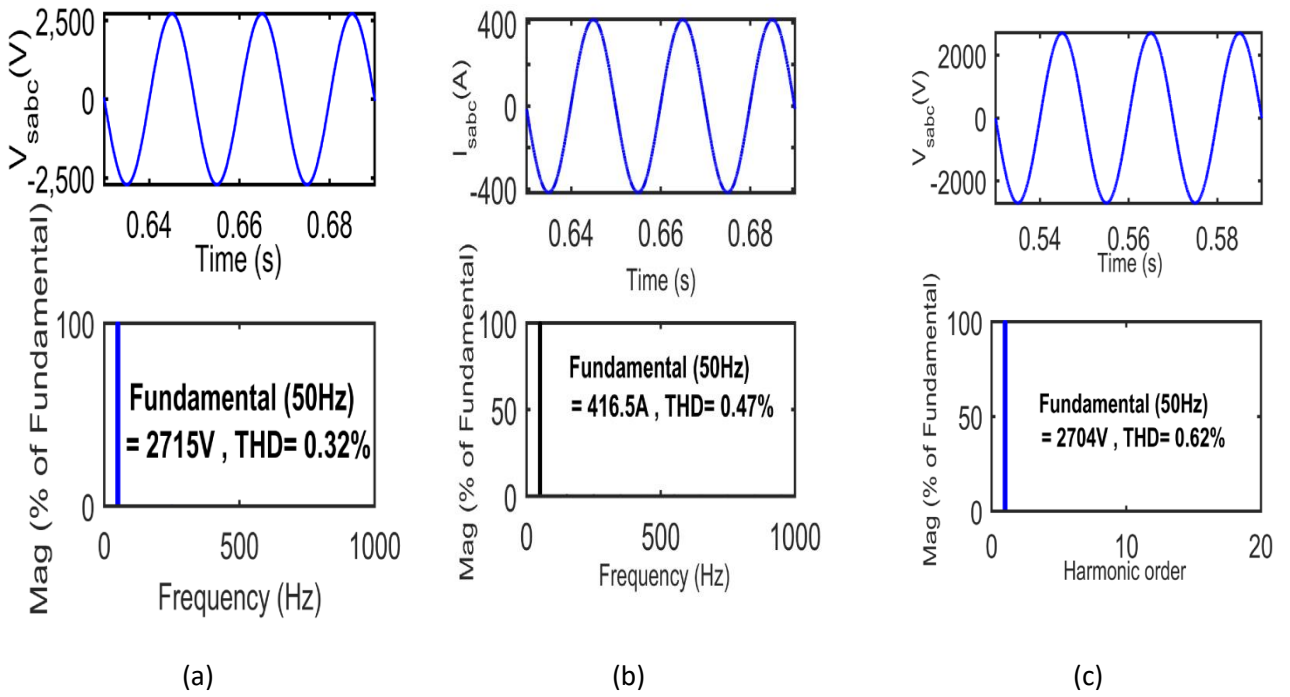 V_sabc(V)
2,500
0
-2,500
0.64 0.66 0.68
Time (s)
Mag (% of Fundamental)
100
50
0
Fundamental (50Hz)
= 2715V , THD= 0.32%
0 500 1000
Frequency (Hz)
(a)
I_sabc(A)
400
0
-400
0.64 0.66 0.68
Time (s)
Mag (% of Fundamental)
100
50
0
Fundamental (50Hz)
= 416.5A , THD= 0.47%
0 500 1000
Frequency (Hz)
(b)
V_sabc(V)
2000
0
-2000
0.54 0.56 0.58
Time (s)
Mag (% of Fundamental)
100
50
0
Fundamental (50Hz)
= 2704V , THD= 0.62%
0 10 20
Harmonic order
(c)